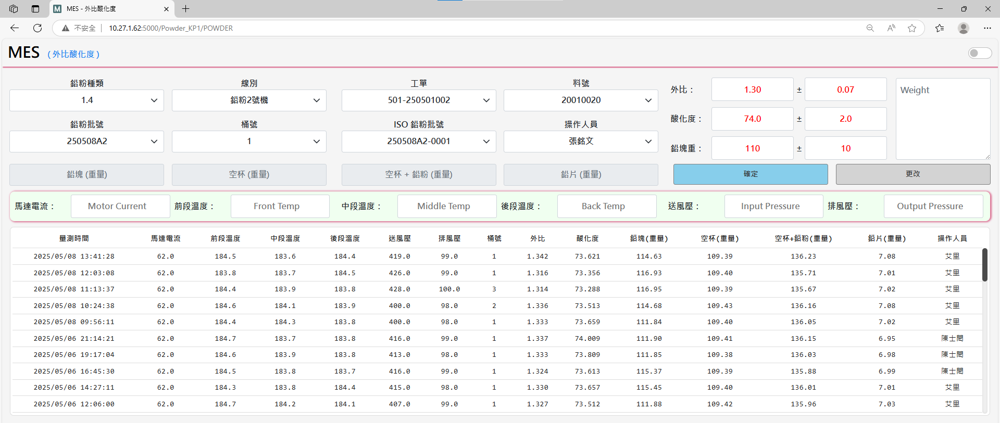 MES - 外比酸化度
不安全 10.27.1.62:5000/Powder_KP1/POWDER
MES (外比酸化度)
鉛粉種類 線別 工單 料號
1.4 鉛粉2號機 501-250501002 20010020
鉛粉批號 桶號 ISO 鉛粉批號 操作人員
250508A2 1 250508A2-0001 張銘文
鉛塊 (重量) 空杯 (重量) 空杯 + 鉛粉 (重量) 鉛片 (重量)
外比： 1.30 ± 0.07
酸化度： 74.0 ± 2.0
鉛塊重： 110 ± 10
Weight
確定 更改
馬達電流： Motor Current 前段溫度： Front Temp 中段溫度： Middle Temp 後段溫度： Back Temp 送風壓： Input Pressure 排風壓： Output Pressure
量測時間 馬達電流 前段溫度 中段溫度 後段溫度 送風壓 排風壓 桶號 外比 酸化度 鉛塊(重量) 空杯(重量) 空杯+鉛粉(重量) 鉛片(重量) 操作人員
2025/05/08 13:41:28 62.0 184.5 183.6 184.4 419.0 99.0 1 1.342 73.621 114.63 109.39 136.23 7.08 艾里
2025/05/08 12:03:08 62.0 183.8 183.7 184.5 426.0 99.0 1 1.316 73.356 116.93 109.40 135.71 7.01 艾里
2025/05/08 11:13:37 62.0 184.4 183.9 183.8 428.0 100.0 3 1.314 73.288 116.95 109.39 135.67 7.02 艾里
2025/05/08 10:24:38 62.0 184.6 184.1 183.9 400.0 98.0 2 1.336 73.513 114.68 109.43 136.16 7.08 艾里
2025/05/08 09:56:11 62.0 184.4 184.3 183.8 400.0 98.0 1 1.333 73.659 111.84 109.40 136.05 7.02 艾里
2025/05/06 21:14:21 62.0 184.7 183.7 183.8 416.0 99.0 1 1.337 74.009 111.90 109.41 136.15 6.95 陳士閔
2025/05/06 19:17:04 62.0 184.6 183.9 183.8 413.0 98.0 1 1.333 73.809 111.85 109.38 136.03 6.98 陳士閔
2025/05/06 16:45:30 62.0 184.5 183.8 183.7 416.0 99.0 1 1.324 73.613 115.37 109.39 135.88 6.99 陳士閔
2025/05/06 14:27:11 62.0 184.3 183.8 184.4 415.0 98.0 1 1.330 73.657 115.45 109.40 136.01 7.01 艾里
2025/05/06 12:06:00 62.0 184.7 184.2 184.1 407.0 99.0 1 1.327 73.512 111.88 109.42 135.96 7.03 艾里